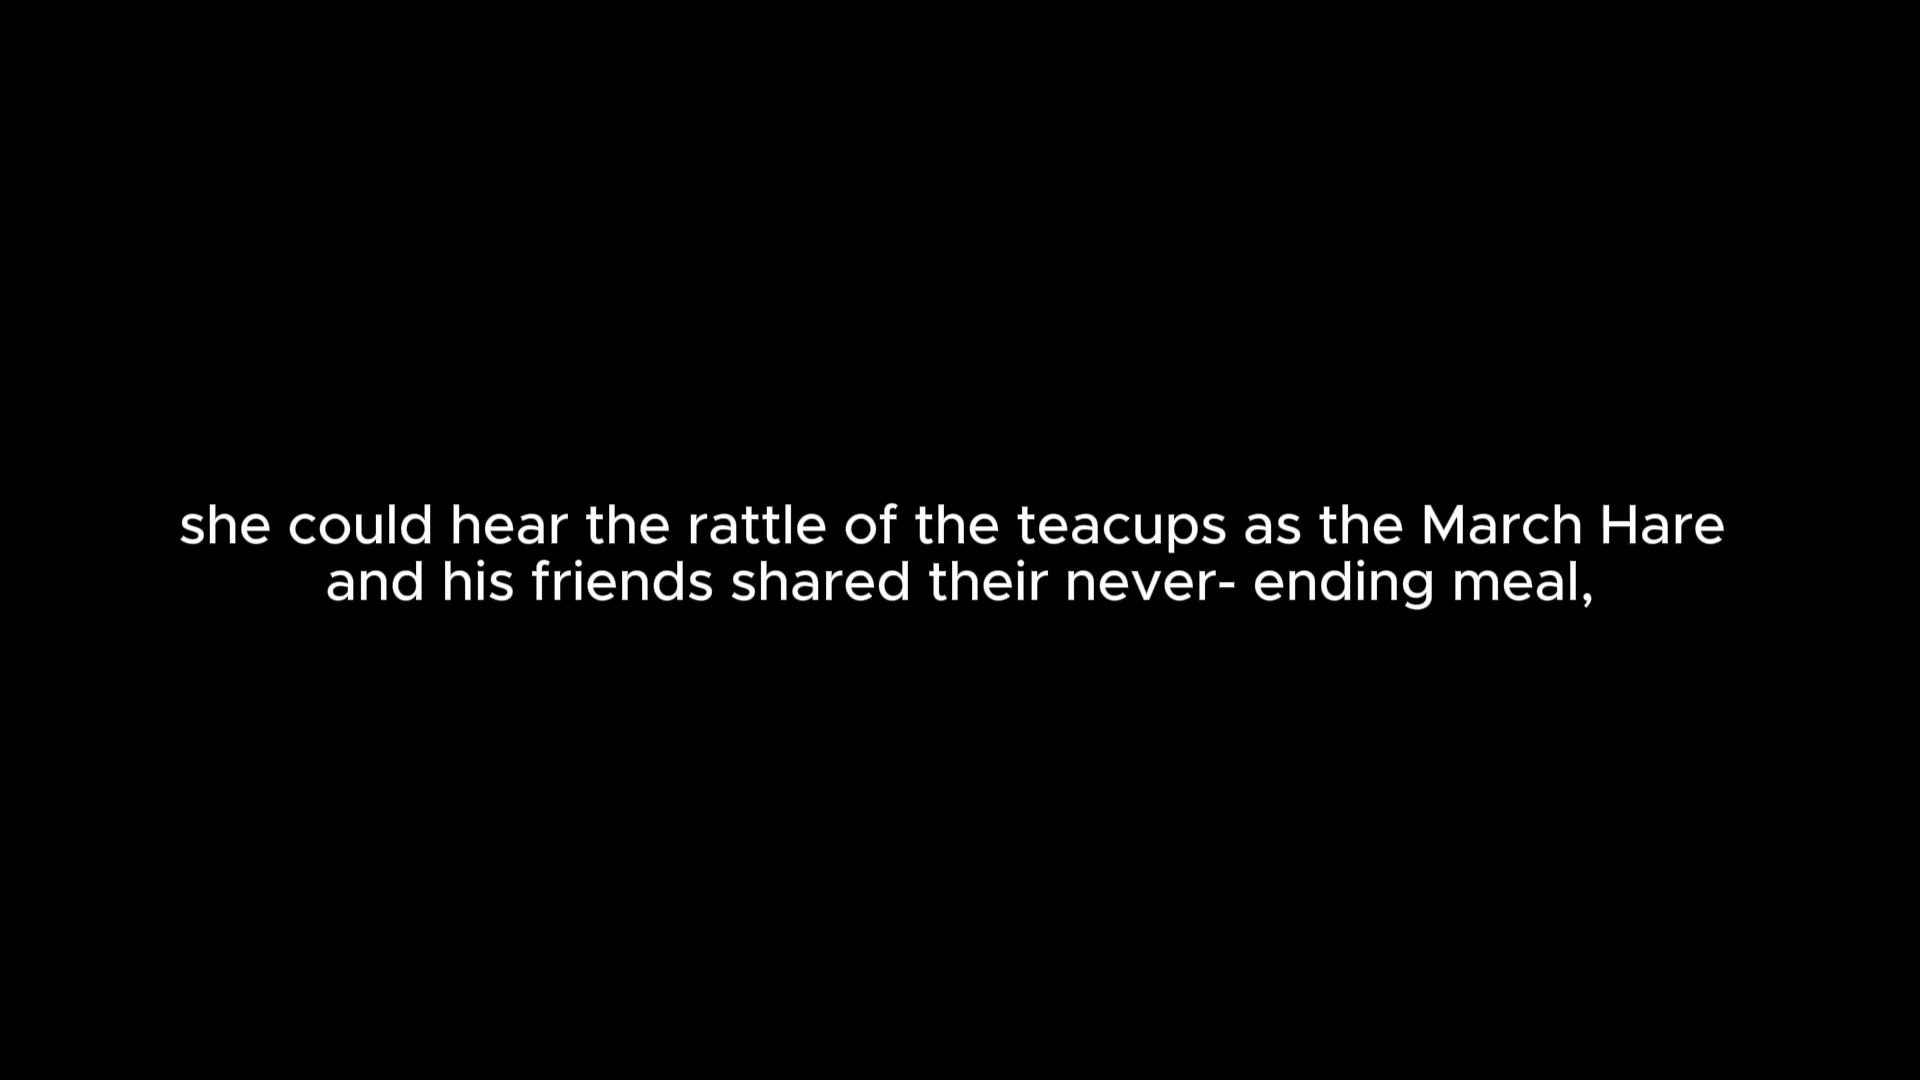 she could hear the rattle of the teacups as the March Hare
and his friends shared their never- ending meal,